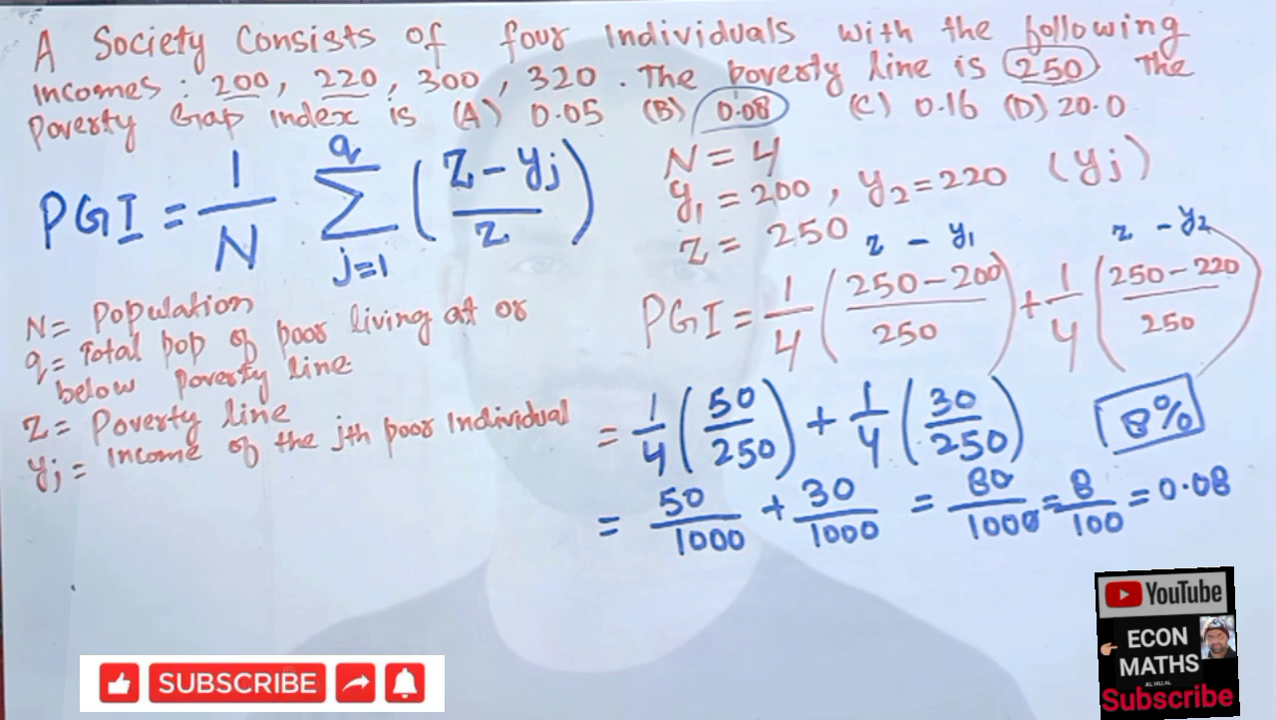 A Society Consists of four Individuals with the following
Incomes : 200, 220, 300, 320. The poverty line is 250 The
Poverty Gap Index is (A) 0.05 (B) 0.08 (C) 0.16 (D) 20.0
PGI = 1/N q∑j=1 (Z - yj / z)
N = 4
y1 = 200, y2 = 220 (yj)
z = 250
z - y1 z - y2
PGI = 1/4 (250 - 200 / 250) + 1/4 (250 - 220 / 250)
N = Population
q = Total pop of poor living at or
below poverty line
Z = Poverty line
yj = Income of the jth poor Individual
= 1/4 (50/250) + 1/4 (30/250) 8%
= 50/1000 + 30/1000 = 80/1000 = 8/100 = 0.08
YouTube
ECON
MATHS
Subscribe
SUBSCRIBE